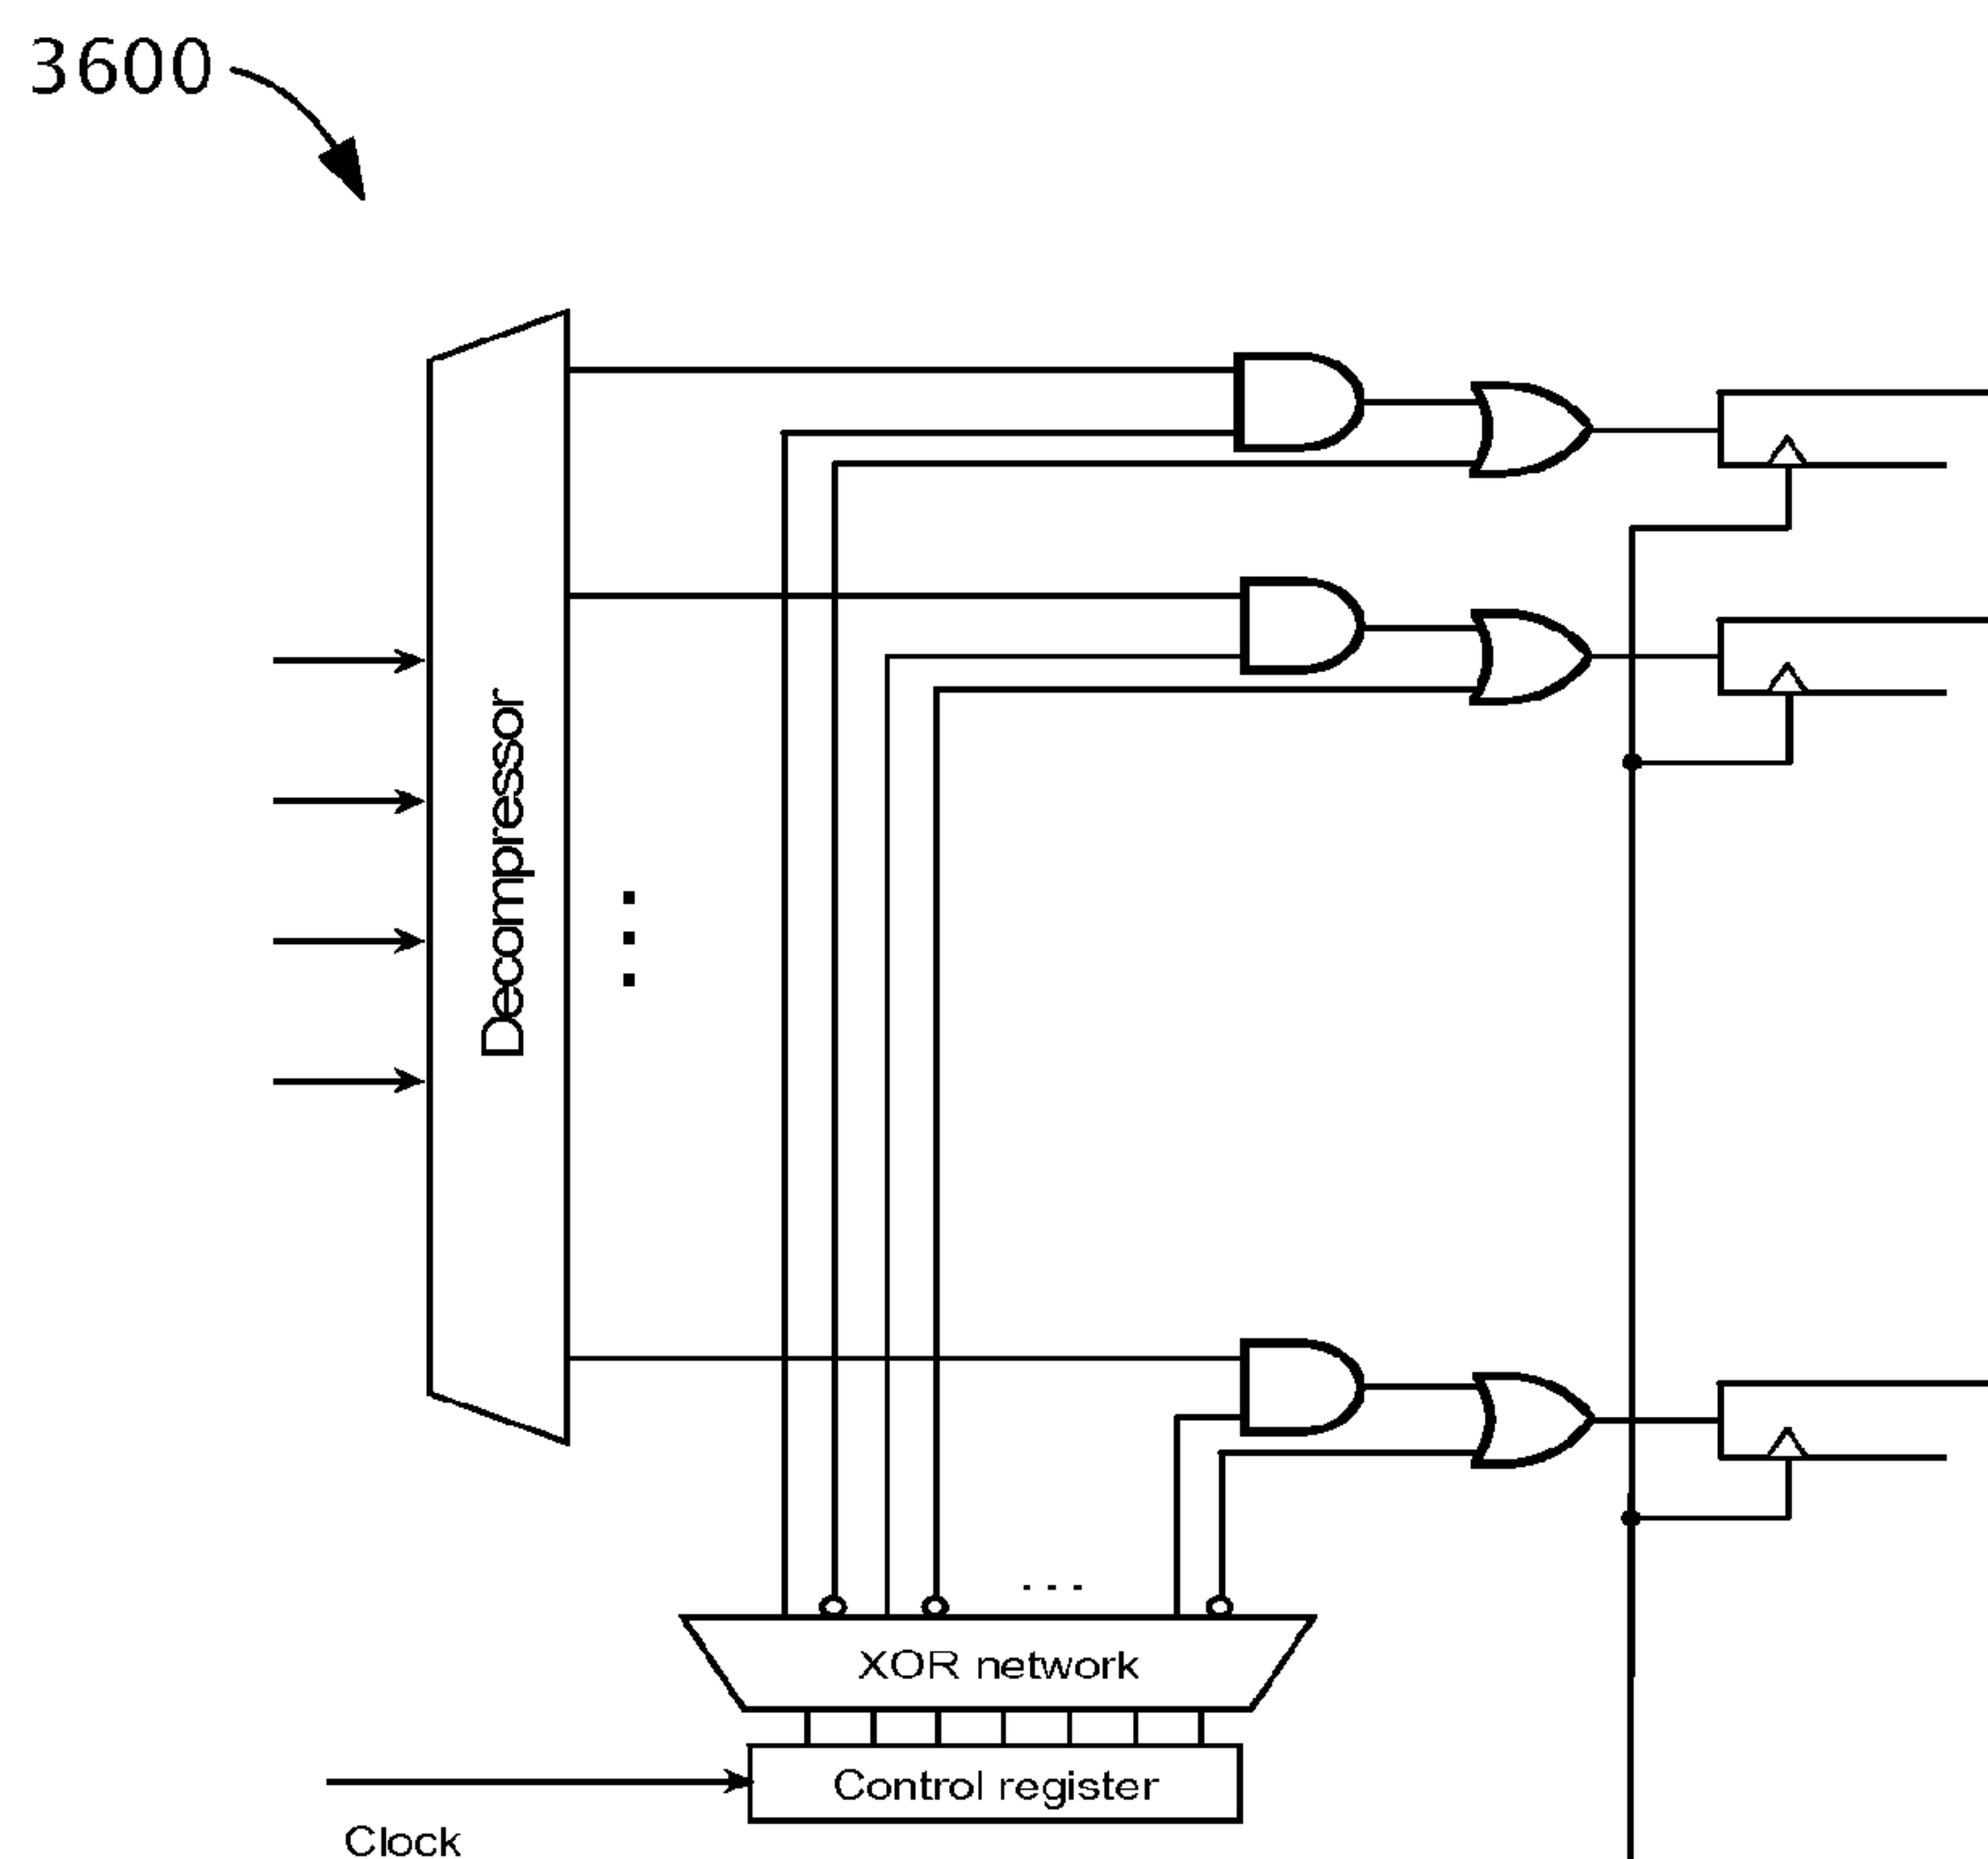 3600
Decompressor
XOR network
Control register
Clock